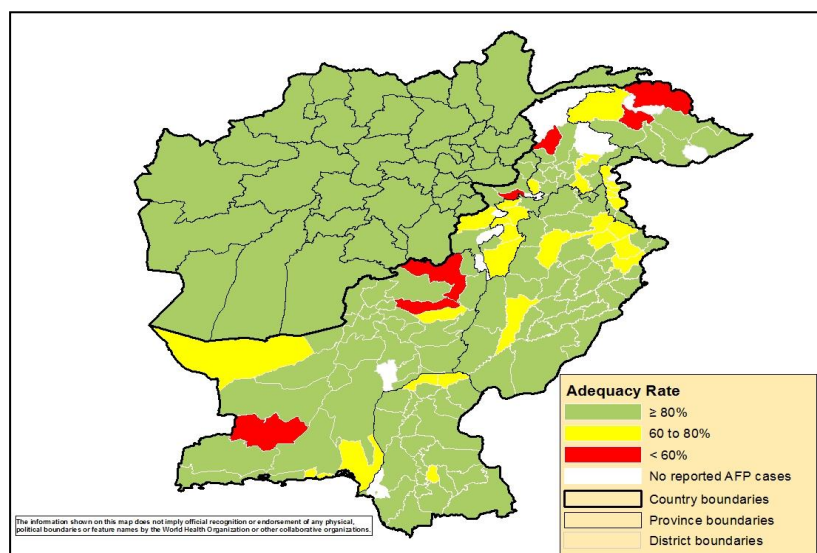 Adequacy Rate
≥ 80%
60 to 80%
< 60%
No reported AFP cases
Country boundaries
Province boundaries
District boundaries
The information shown on this map does not imply official recognition or endorsement of any physical,
political boundaries or feature names by the World Health Organization or other collaborative organizations.